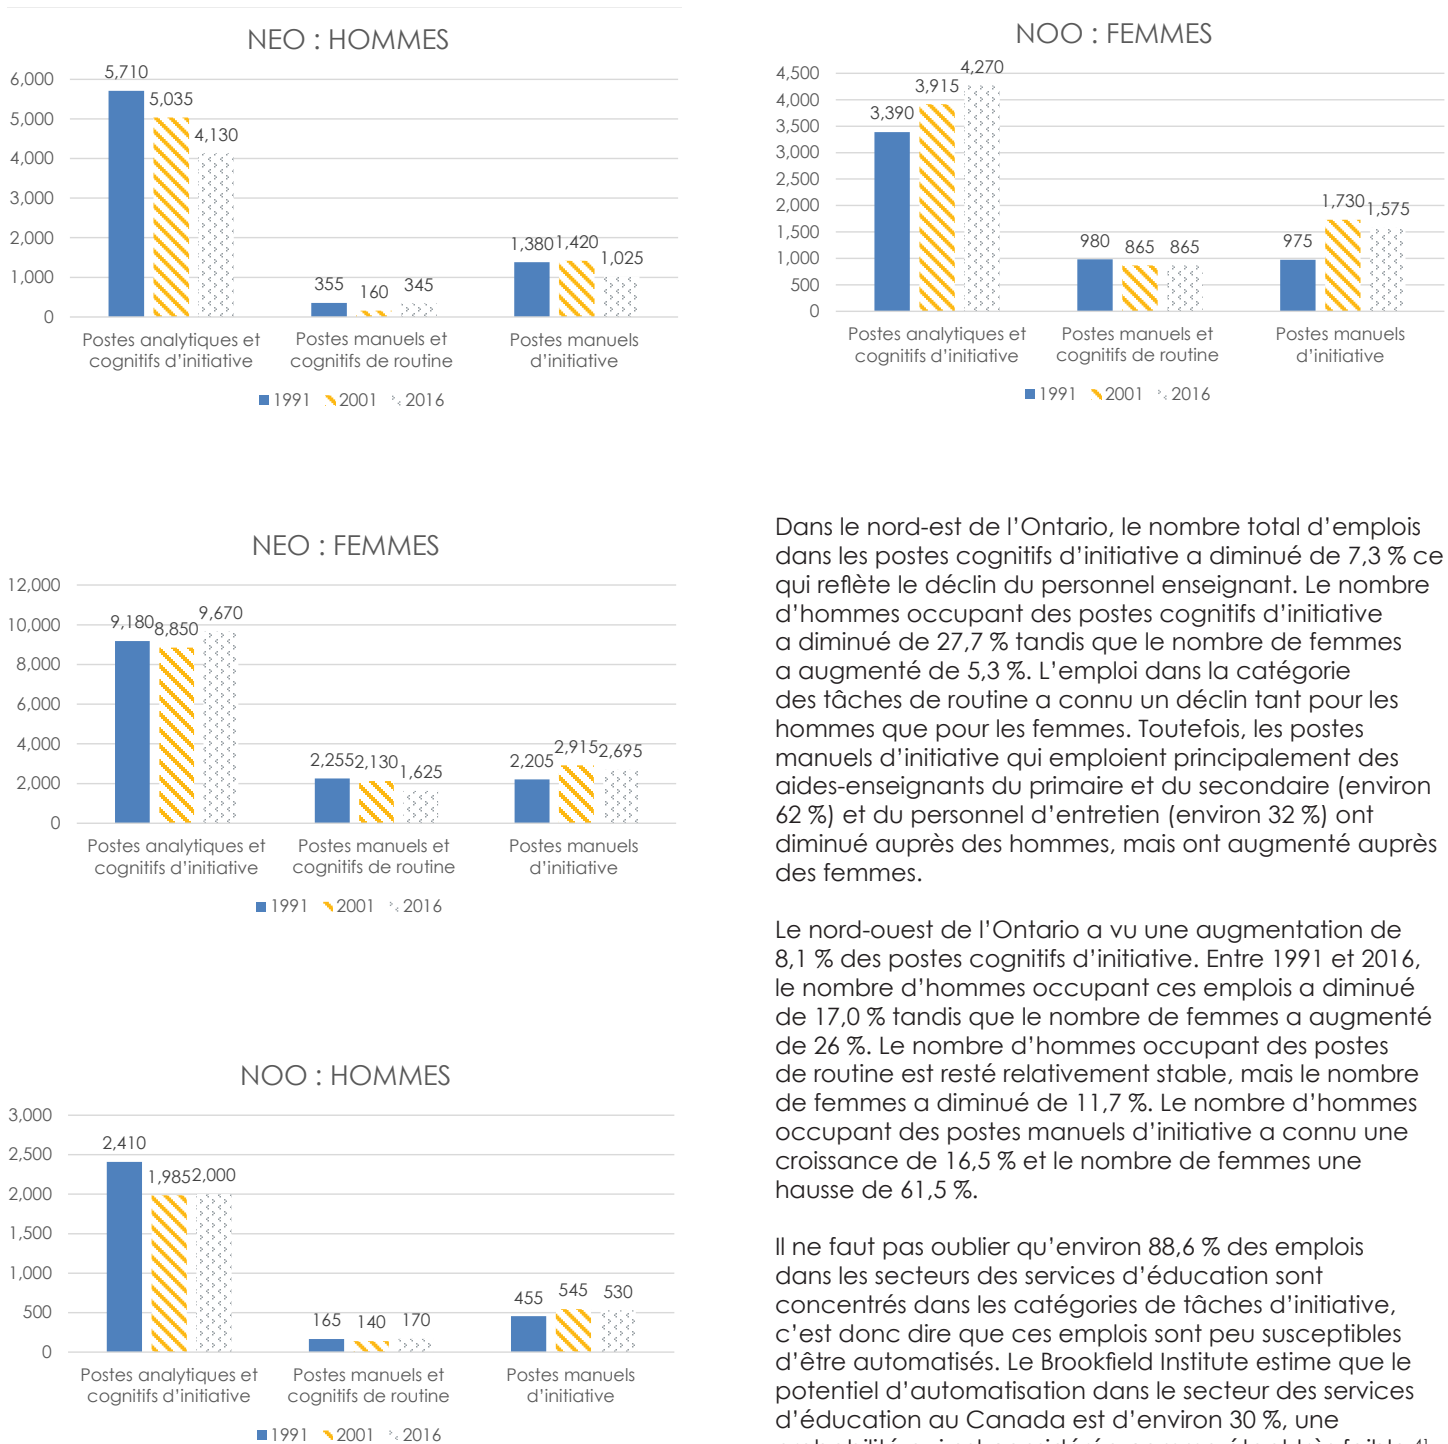 NEO : HOMMES
6,000
5,000
4,000
3,000
2,000
1,000
0
5,710
5,035
4,130
355
160
345
1,380
1,420
1,025
Postes analytiques et
cognitifs d’initiative
Postes manuels et
cognitifs de routine
Postes manuels
d’initiative
1991 2001 2016
NEO : FEMMES
12,000
10,000
8,000
6,000
4,000
2,000
0
9,180
8,850
9,670
2,255
2,130
1,625
2,205
2,915
2,695
Postes analytiques et
cognitifs d’initiative
Postes manuels et
cognitifs de routine
Postes manuels
d’initiative
1991 2001 2016
NOO : HOMMES
3,000
2,500
2,000
1,500
1,000
500
0
2,410
1,985
2,000
165
140
170
455
545
530
Postes analytiques et
cognitifs d’initiative
Postes manuels et
cognitifs de routine
Postes manuels
d’initiative
1991 2001 2016
NOO : FEMMES
4,500
4,000
3,500
3,000
2,500
2,000
1,500
1,000
500
0
3,390
3,915
4,270
980
865
865
975
1,730
1,575
Postes analytiques et
cognitifs d’initiative
Postes manuels et
cognitifs de routine
Postes manuels
d’initiative
1991 2001 2016
Dans le nord-est de l’Ontario, le nombre total d’emplois
dans les postes cognitifs d’initiative a diminué de 7,3 % ce
qui reflète le déclin du personnel enseignant. Le nombre
d’hommes occupant des postes cognitifs d’initiative
a diminué de 27,7 % tandis que le nombre de femmes
a augmenté de 5,3 %. L’emploi dans la catégorie
des tâches de routine a connu un déclin tant pour les
hommes que pour les femmes. Toutefois, les postes
manuels d’initiative qui emploient principalement des
aides-enseignants du primaire et du secondaire (environ
62 %) et du personnel d’entretien (environ 32 %) ont
diminué auprès des hommes, mais ont augmenté auprès
des femmes.
Le nord-ouest de l’Ontario a vu une augmentation de
8,1 % des postes cognitifs d’initiative. Entre 1991 et 2016,
le nombre d’hommes occupant ces emplois a diminué
de 17,0 % tandis que le nombre de femmes a augmenté
de 26 %. Le nombre d’hommes occupant des postes
de routine est resté relativement stable, mais le nombre
de femmes a diminué de 11,7 %. Le nombre d’hommes
occupant des postes manuels d’initiative a connu une
croissance de 16,5 % et le nombre de femmes une
hausse de 61,5 %.
Il ne faut pas oublier qu’environ 88,6 % des emplois
dans les secteurs des services d’éducation sont
concentrés dans les catégories de tâches d’initiative,
c’est donc dire que ces emplois sont peu susceptibles
d’être automatisés. Le Brookfield Institute estime que le
potentiel d’automatisation dans le secteur des services
d’éducation au Canada est d’environ 30 %, une